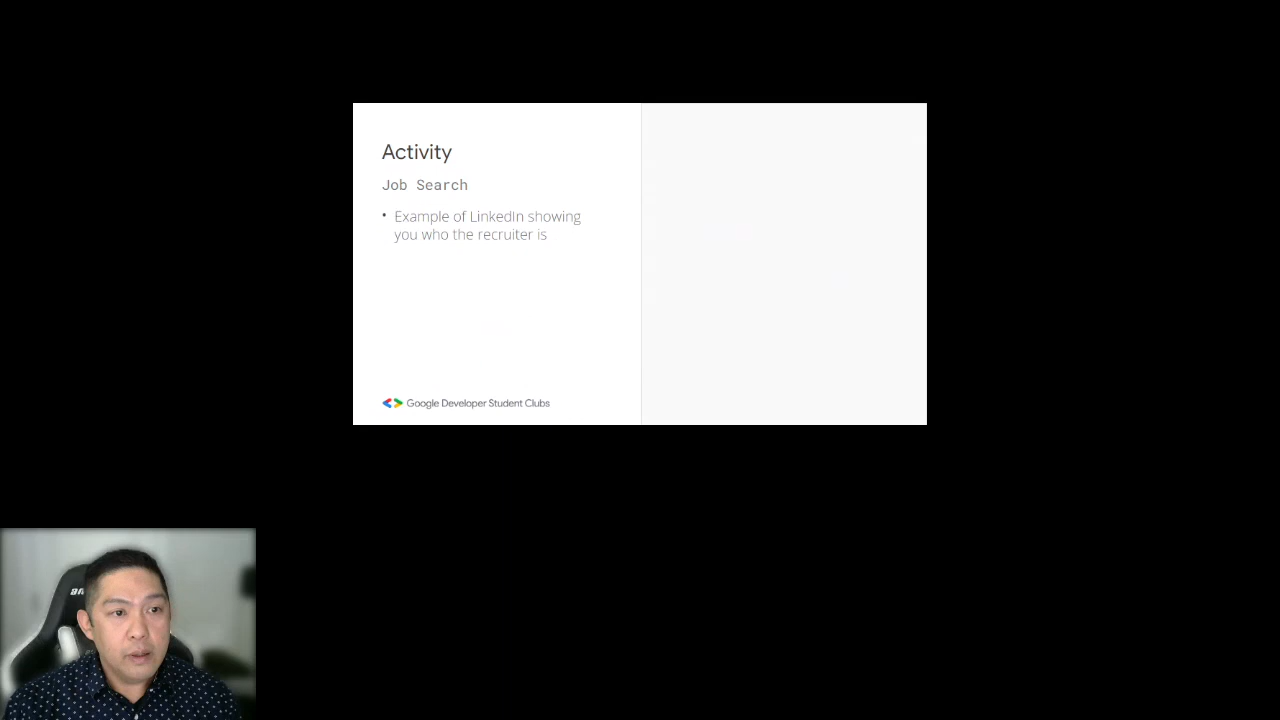 Activity
Job Search
• Example of LinkedIn showing
you who the recruiter is
Google Developer Student Clubs